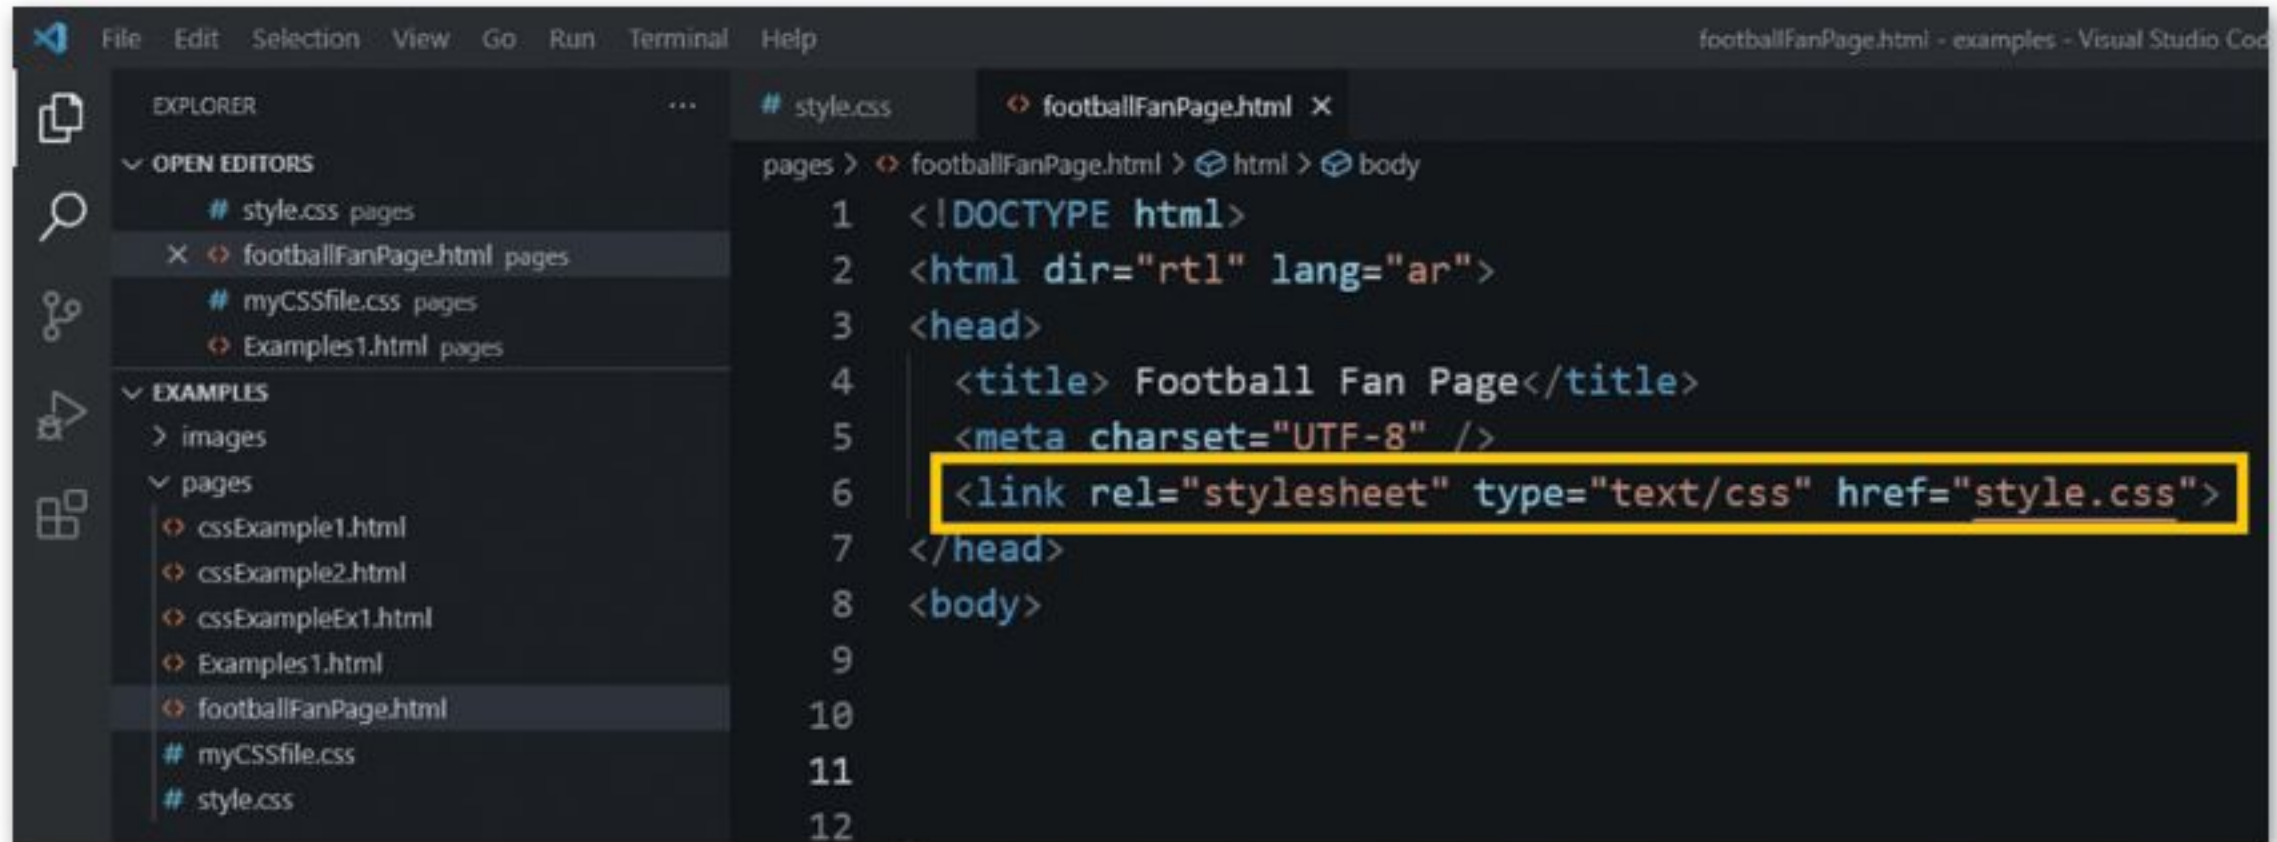 File Edit Selection View Go Run Terminal Help
footballFanPage.html - examples - Visual Studio Cod
EXPLORER ...
OPEN EDITORS
# style.css pages
footballFanPage.html pages
# myCSSfile.css pages
Examples1.html pages
EXAMPLES
images
pages
cssExample1.html
cssExample2.html
cssExampleEx1.html
Examples1.html
footballFanPage.html
# myCSSfile.css
# style.css
# style.css footballFanPage.html
pages > footballFanPage.html > html > body
1 <!DOCTYPE html>
2 <html dir="rtl" lang="ar">
3 <head>
4 <title> Football Fan Page</title>
5 <meta charset="UTF-8" />
6 <link rel="stylesheet" type="text/css" href="style.css">
7 </head>
8 <body>
9
10
11
12